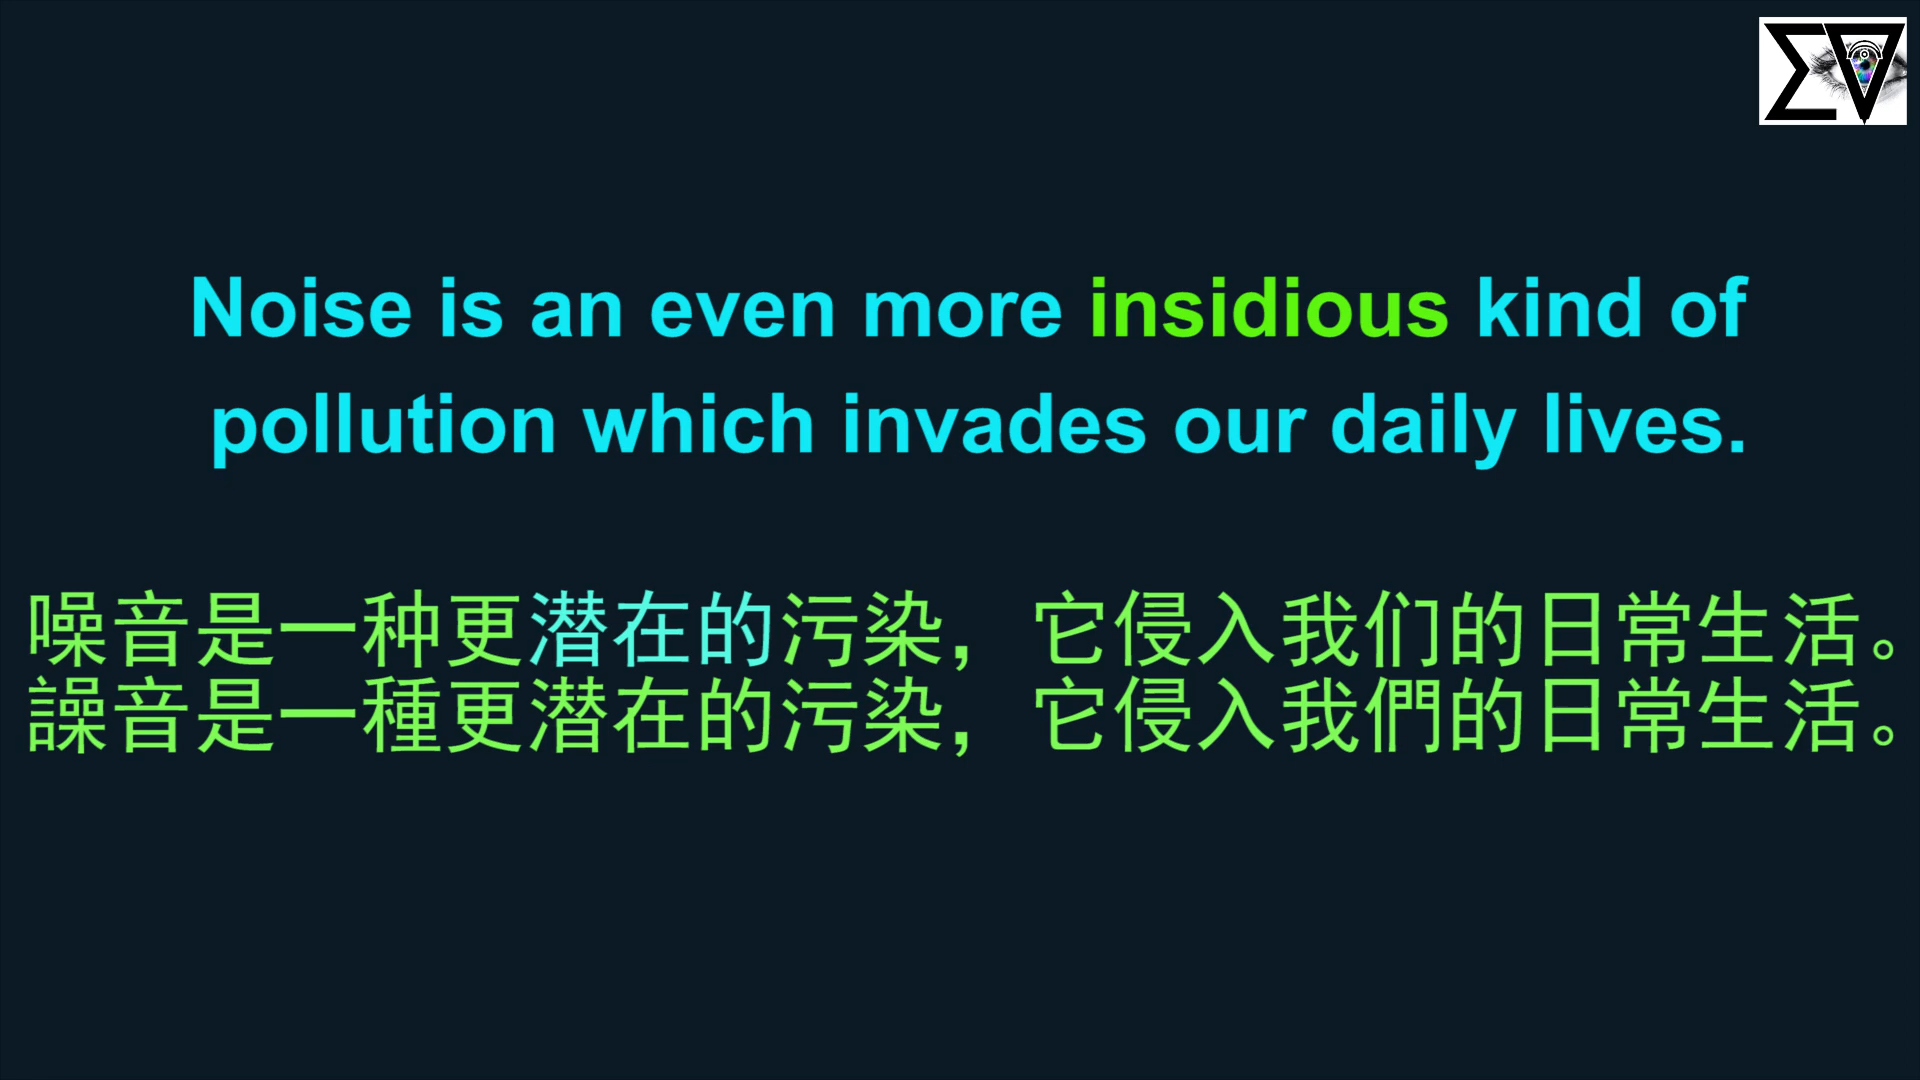 Noise is an even more insidious kind of
pollution which invades our daily lives.
噪音是一种更潜在的污染，它侵入我们的日常生活。
譟音是一種更潜在的污染，它侵入我們的日常生活。